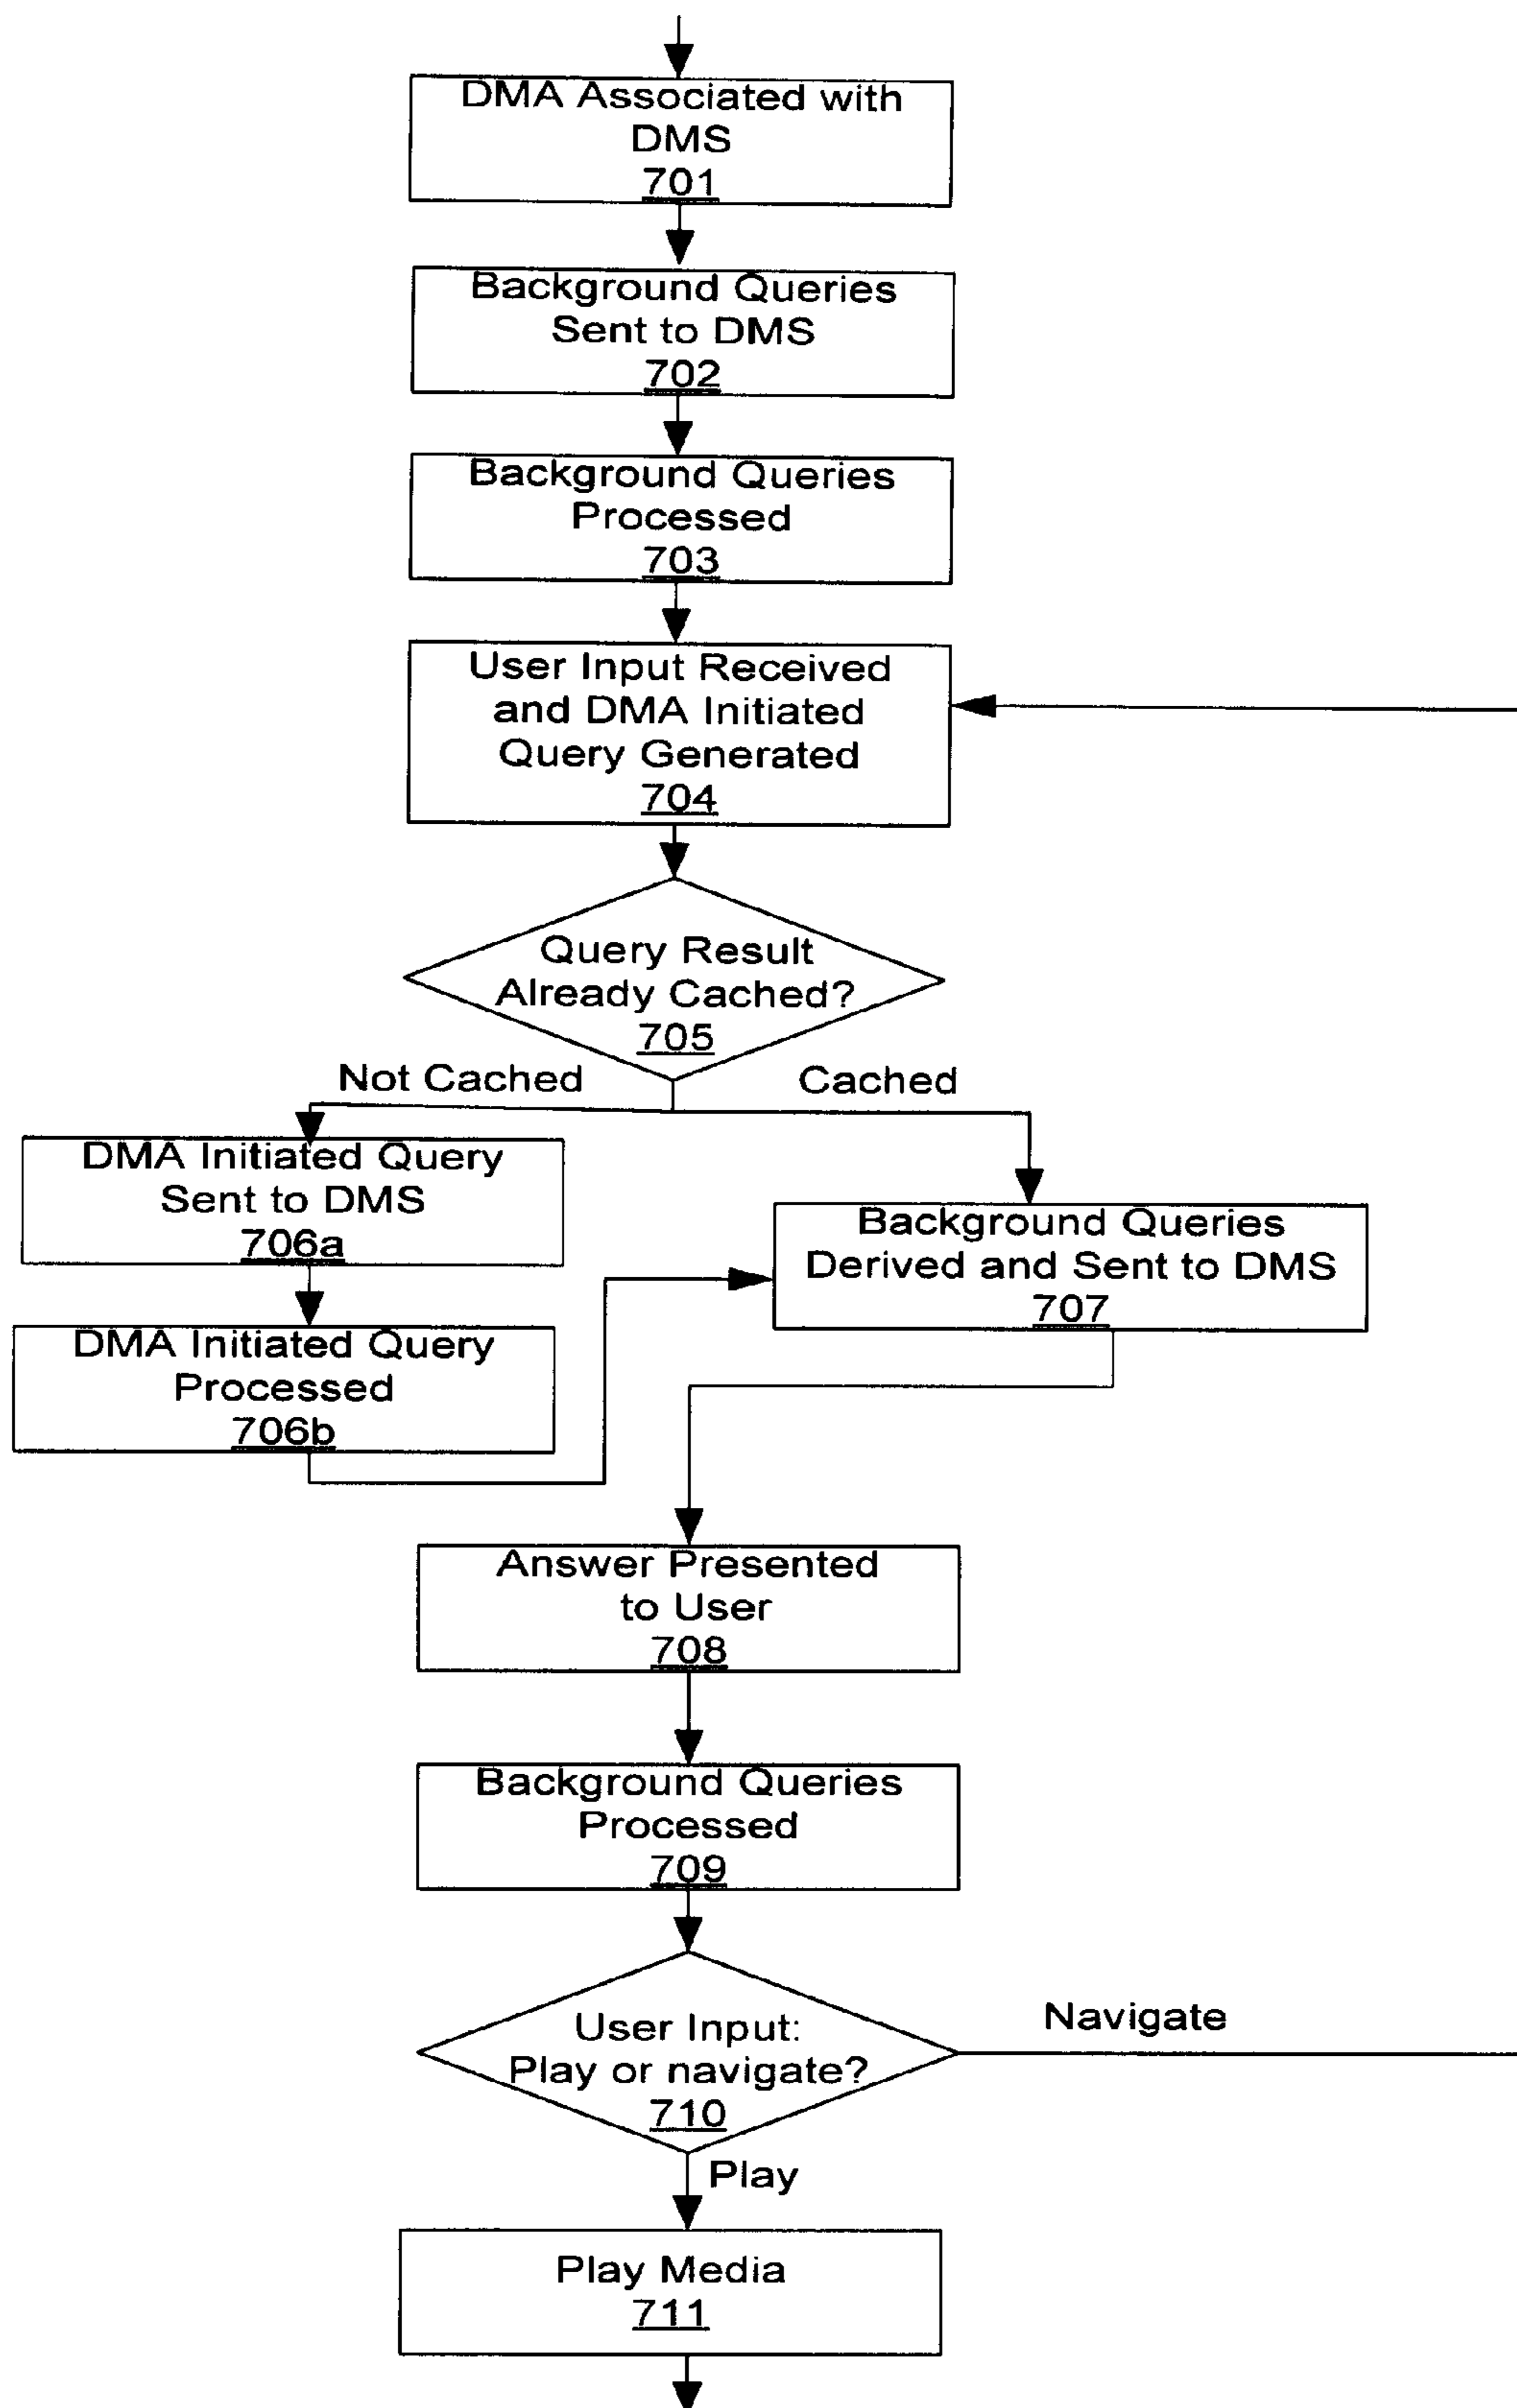 DMA Associated with
DMS
701
Background Queries
Sent to DMS
702
Background Queries
Processed
703
User Input Received
and DMA Initiated
Query Generated
704
Query Result
Already Cached?
705
Not Cached
Cached
DMA Initiated Query
Sent to DMS
706a
Background Queries
Derived and Sent to DMS
707
DMA Initiated Query
Processed
706b
Answer Presented
to User
708
Background Queries
Processed
709
User Input:
Play or navigate?
710
Navigate
Play
Play Media
711